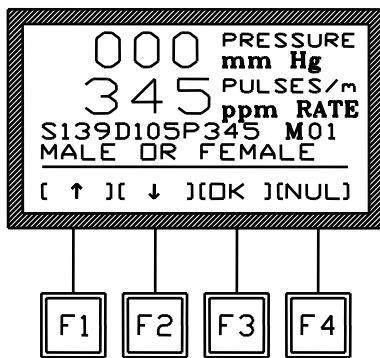 000 PRESSURE
mm Hg
345 PULSES/m
ppm RATE
S139D105P345 M01
MALE OR FEMALE
[ ↑ ][ ↓ ][OK ][NUL]
F1 F2 F3 F4